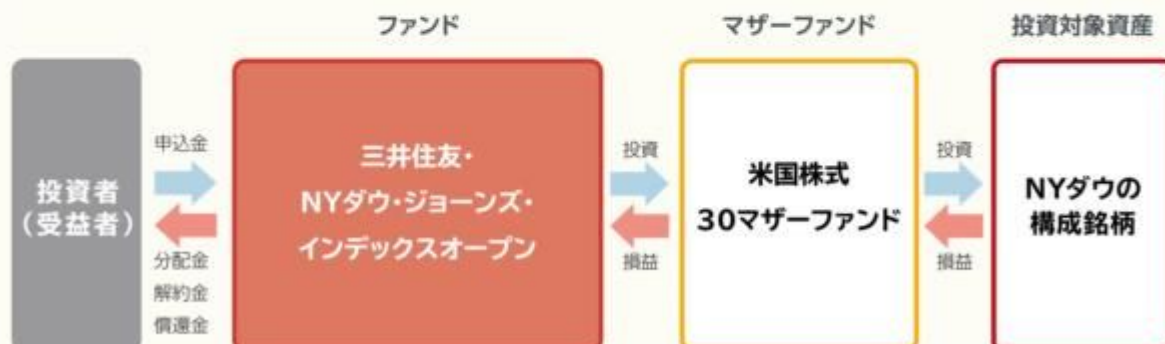 ファンド
マザーファンド
投資対象資産
投資者
（受益者）
申込金
分配金
解約金
償還金
三井住友・
NYダウ・ジョーンズ・
インデックスオープン
投資
損益
米国株式
30マザーファンド
投資
損益
NYダウの
構成銘柄